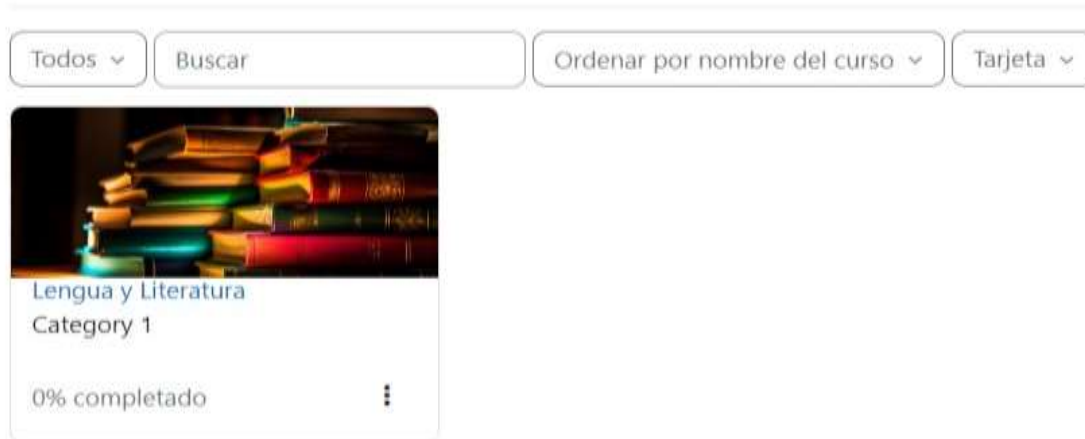 Todos Buscar Ordenar por nombre del curso Tarjeta
Lengua y Literatura
Category 1
0% completado